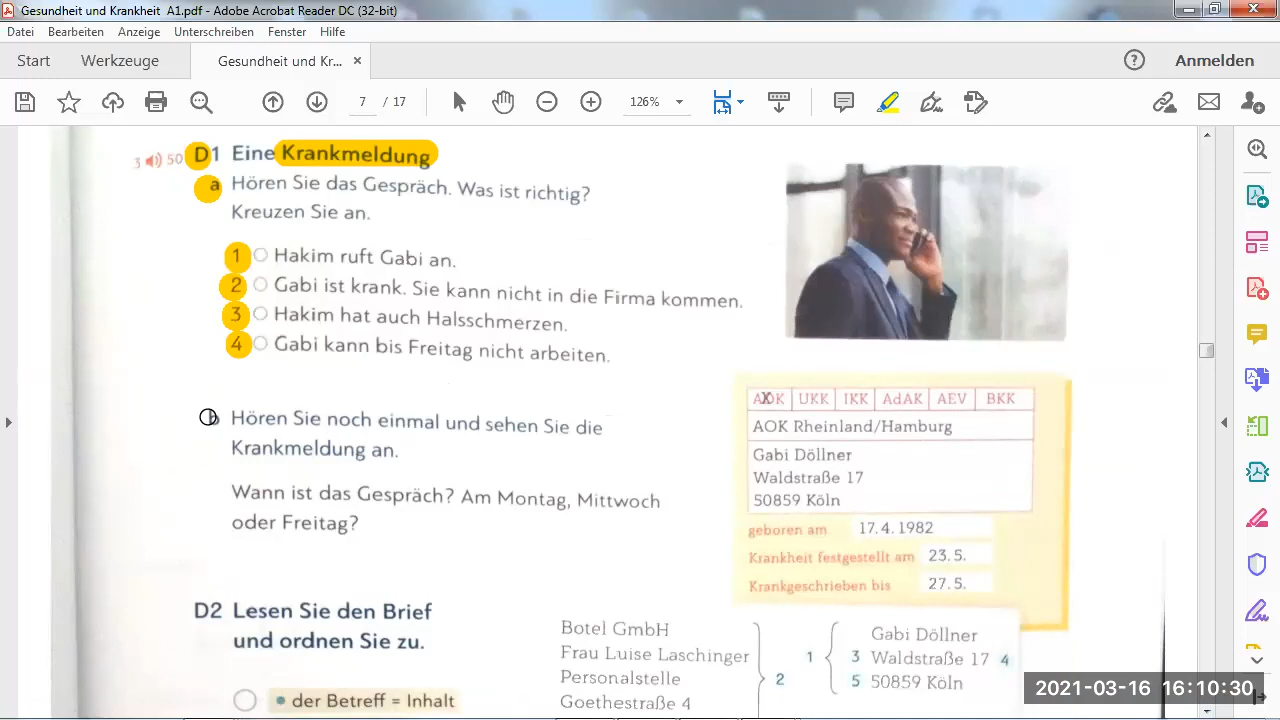 Gesundheit und Krankheit A1.pdf - Adobe Acrobat Reader DC (32-bit)
Datei Bearbeiten Anzeige Unterschreiben Fenster Hilfe
Start Werkzeuge Gesundheit und Kr... × Anmelden
7 / 17 126%
3 50 D1 Eine Krankmeldung
a Hören Sie das Gespräch. Was ist richtig?
Kreuzen Sie an.
1 Hakim ruft Gabi an.
2 Gabi ist krank. Sie kann nicht in die Firma kommen.
3 Hakim hat auch Halsschmerzen.
4 Gabi kann bis Freitag nicht arbeiten.
b Hören Sie noch einmal und sehen Sie die
Krankmeldung an.
Wann ist das Gespräch? Am Montag, Mittwoch
oder Freitag?
AOK UKK IKK AdAK AEV BKK
AOK Rheinland/Hamburg
Gabi Döllner
Waldstraße 17
50859 Köln
geboren am 17.4.1982
Krankheit festgestellt am 23.5.
Krankgeschrieben bis 27.5.
D2 Lesen Sie den Brief
und ordnen Sie zu.
der Betreff = Inhalt
Botel GmbH
Frau Luise Laschinger
Personalstelle
Goethestraße 4
2
1
Gabi Döllner
3 Waldstraße 17 4
5 50859 Köln
2021-03-16 16:10:30